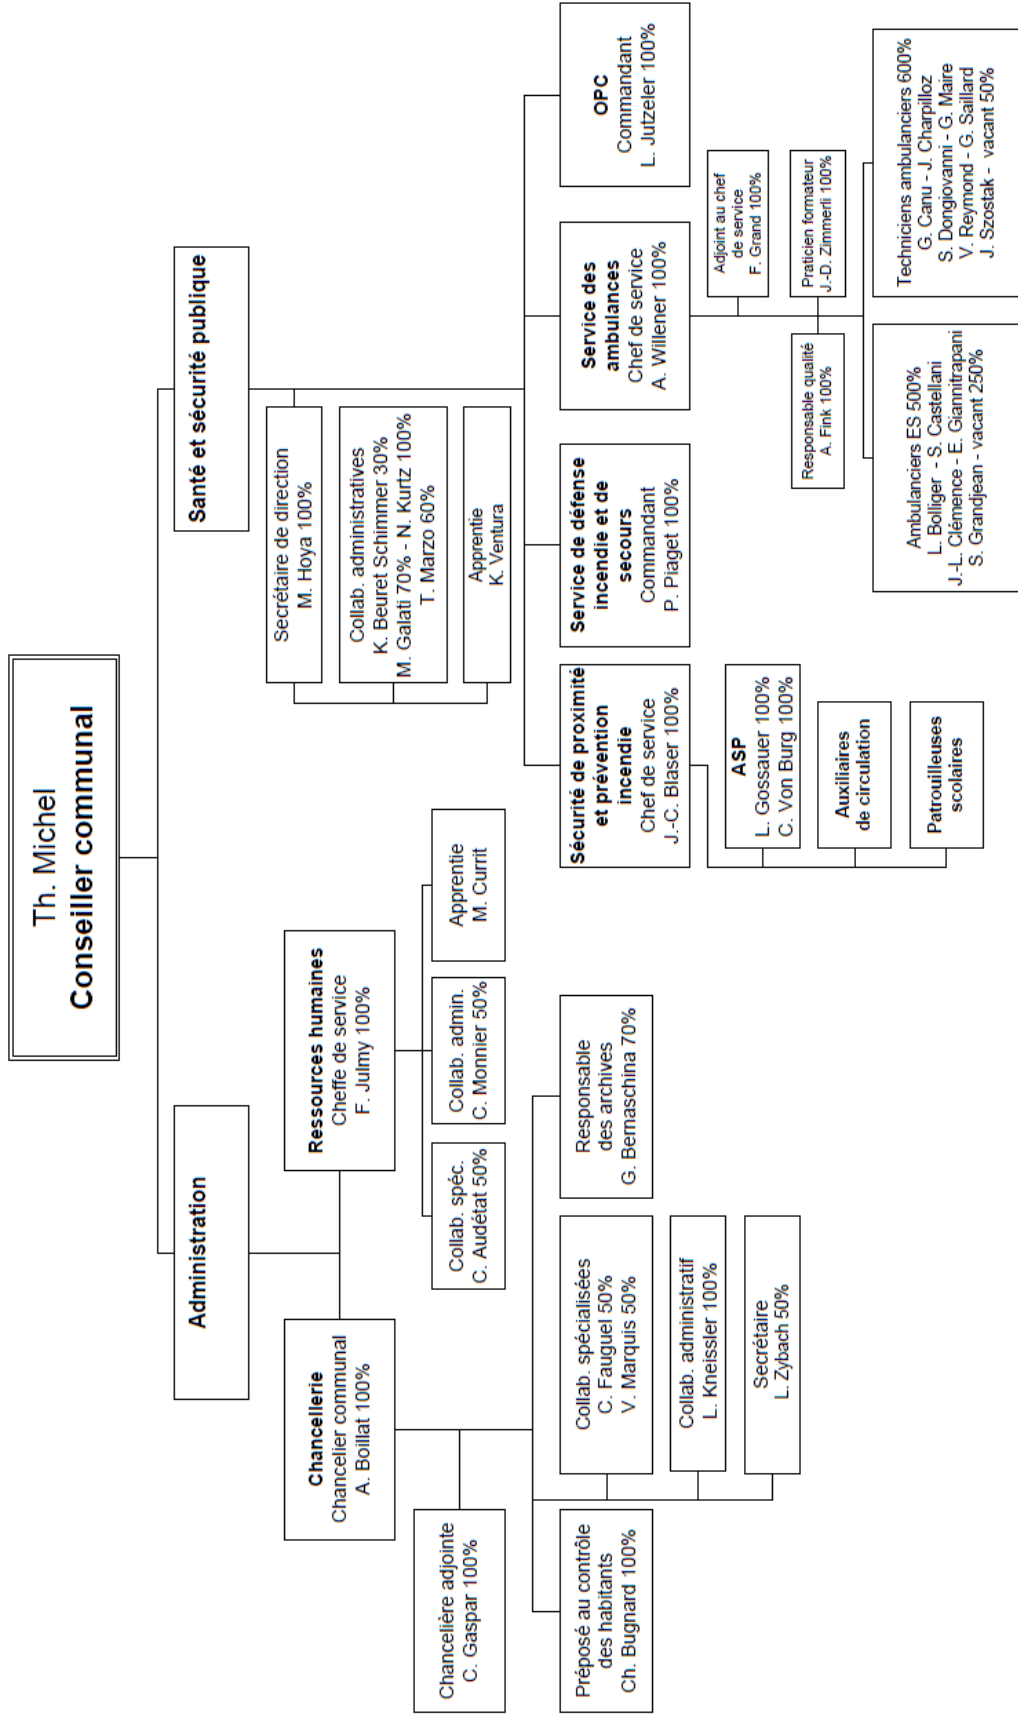 Th. Michel
Conseiller communal
Administration
Santé et sécurité publique
Chancellerie
Chancelier communal
A. Boillat 100%
Ressources humaines
Cheffe de service
F. Julmy 100%
Chancelière adjointe
C. Gaspar 100%
Collab. spéc.
C. Audétat 50%
Collab. admin.
C. Monnier 50%
Apprentie
M. Currit
Préposé au contrôle
des habitants
Ch. Bugnard 100%
Collab. spécialisées
C. Fauguel 50%
V. Marquis 50%
Collab. administratif
L. Kneissler 100%
Secrétaire
L. Zybach 50%
Responsable
des archives
G. Bernaschina 70%
Secrétaire de direction
M. Hoya 100%
Collab. administratives
K. Beuret Schimmer 30%
M. Galati 70% - N. Kurtz 100%
T. Marzo 60%
Apprentie
K. Ventura
Sécurité de proximité
et prévention
incendie
Chef de service
J.-C. Blaser 100%
ASP
L. Gossauer 100%
C. Von Burg 100%
Auxiliaires
de circulation
Patrouilleuses
scolaires
Service de défense
incendie et de
secours
Commandant
P. Piaget 100%
Service des
ambulances
Chef de service
A. Willener 100%
OPC
Commandant
L. Jutzeler 100%
Adjoint au chef
de service
F. Grand 100%
Responsable qualité
A. Fink 100%
Praticien formateur
J.-D. Zimmerli 100%
Ambulanciers ES 500%
L. Bolliger - S. Castellani
J.-L. Clémence - E. Giannitrapani
S. Grandjean - vacant 250%
Techniciens ambulanciers 600%
G. Canu - J. Charpilloz
S. Dongiovanni - G. Maire
V. Reymond - G. Saillard
J. Szostak - vacant 50%